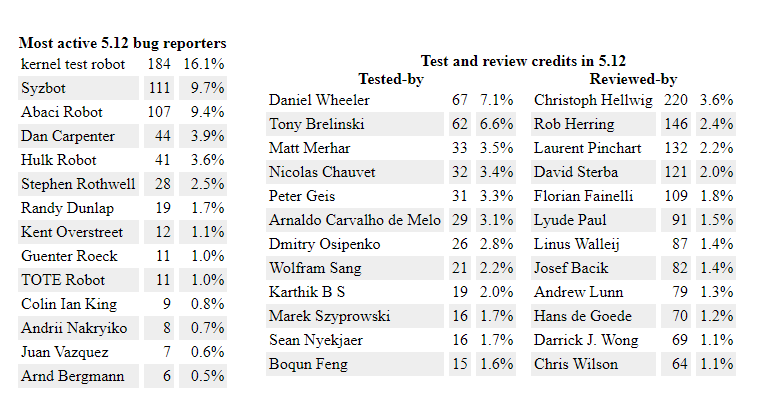 Most active 5.12 bug reporters
kernel test robot 184 16.1%
Syzbot 111 9.7%
Abaci Robot 107 9.4%
Dan Carpenter 44 3.9%
Hulk Robot 41 3.6%
Stephen Rothwell 28 2.5%
Randy Dunlap 19 1.7%
Kent Overstreet 12 1.1%
Guenter Roeck 11 1.0%
TOTE Robot 11 1.0%
Colin Ian King 9 0.8%
Andrii Nakryiko 8 0.7%
Juan Vazquez 7 0.6%
Arnd Bergmann 6 0.5%
Test and review credits in 5.12
Tested-by Reviewed-by
Daniel Wheeler 67 7.1% Christoph Hellwig 220 3.6%
Tony Brelinski 62 6.6% Rob Herring 146 2.4%
Matt Merhar 33 3.5% Laurent Pinchart 132 2.2%
Nicolas Chauvet 32 3.4% David Sterba 121 2.0%
Peter Geis 31 3.3% Florian Fainelli 109 1.8%
Arnaldo Carvalho de Melo 29 3.1% Lyude Paul 91 1.5%
Dmitry Osipenko 26 2.8% Linus Walleij 87 1.4%
Wolfram Sang 21 2.2% Josef Bacik 82 1.4%
Karthik B S 19 2.0% Andrew Lunn 79 1.3%
Marek Szyprowski 16 1.7% Hans de Goede 70 1.2%
Sean Nyekjaer 16 1.7% Darrick J. Wong 69 1.1%
Boqun Feng 15 1.6% Chris Wilson 64 1.1%